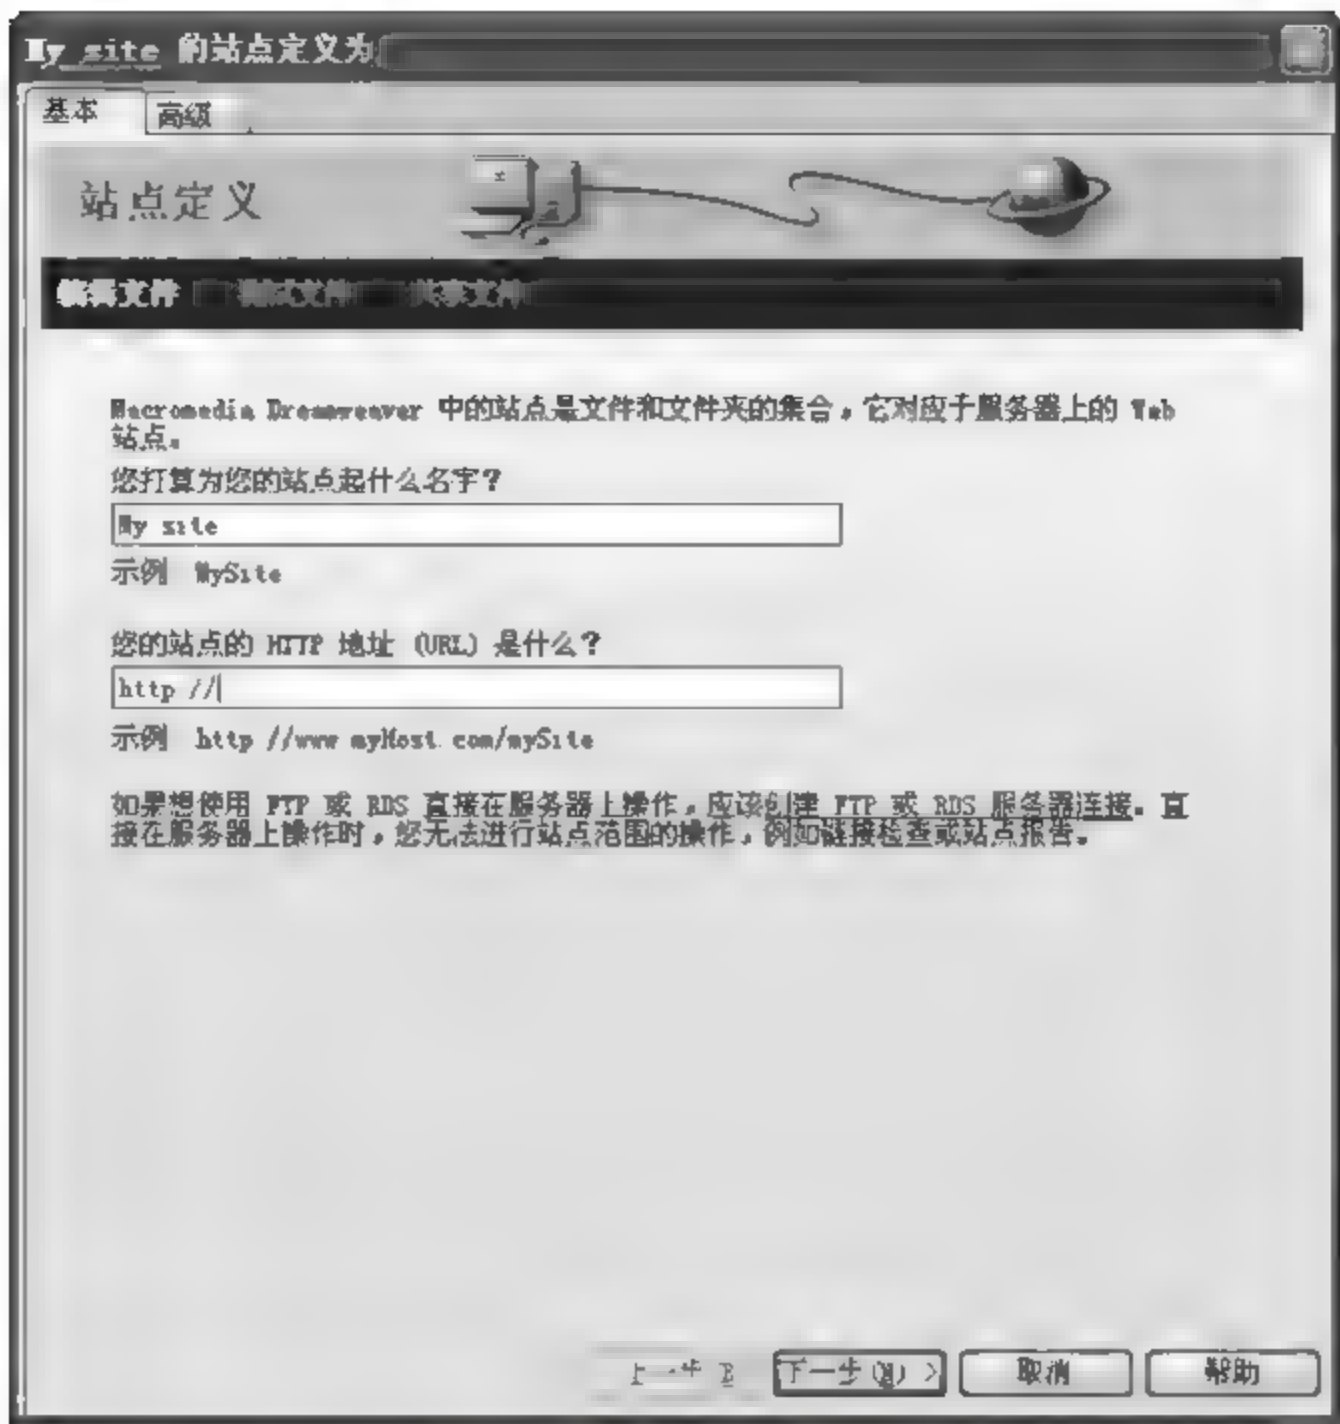 My site 的站点定义为
基本 高级
站点定义
编辑文件 测试文件 共享文件
Macromedia Dreamweaver 中的站点是文件和文件夹的集合，它对应于服务器上的 Web
站点。
您打算为您的站点起什么名字？
My site
示例 MySite
您的站点的 HTTP 地址 (URL) 是什么？
http //
示例 http //www myHost.com/mySite
如果想使用 FTP 或 RDS 直接在服务器上操作，应该创建 FTP 或 RDS 服务器连接。直
接在服务器上操作时，您无法进行站点范围的操作，例如链接检查或站点报告。
上一步 B 下一步(N) > 取消 帮助